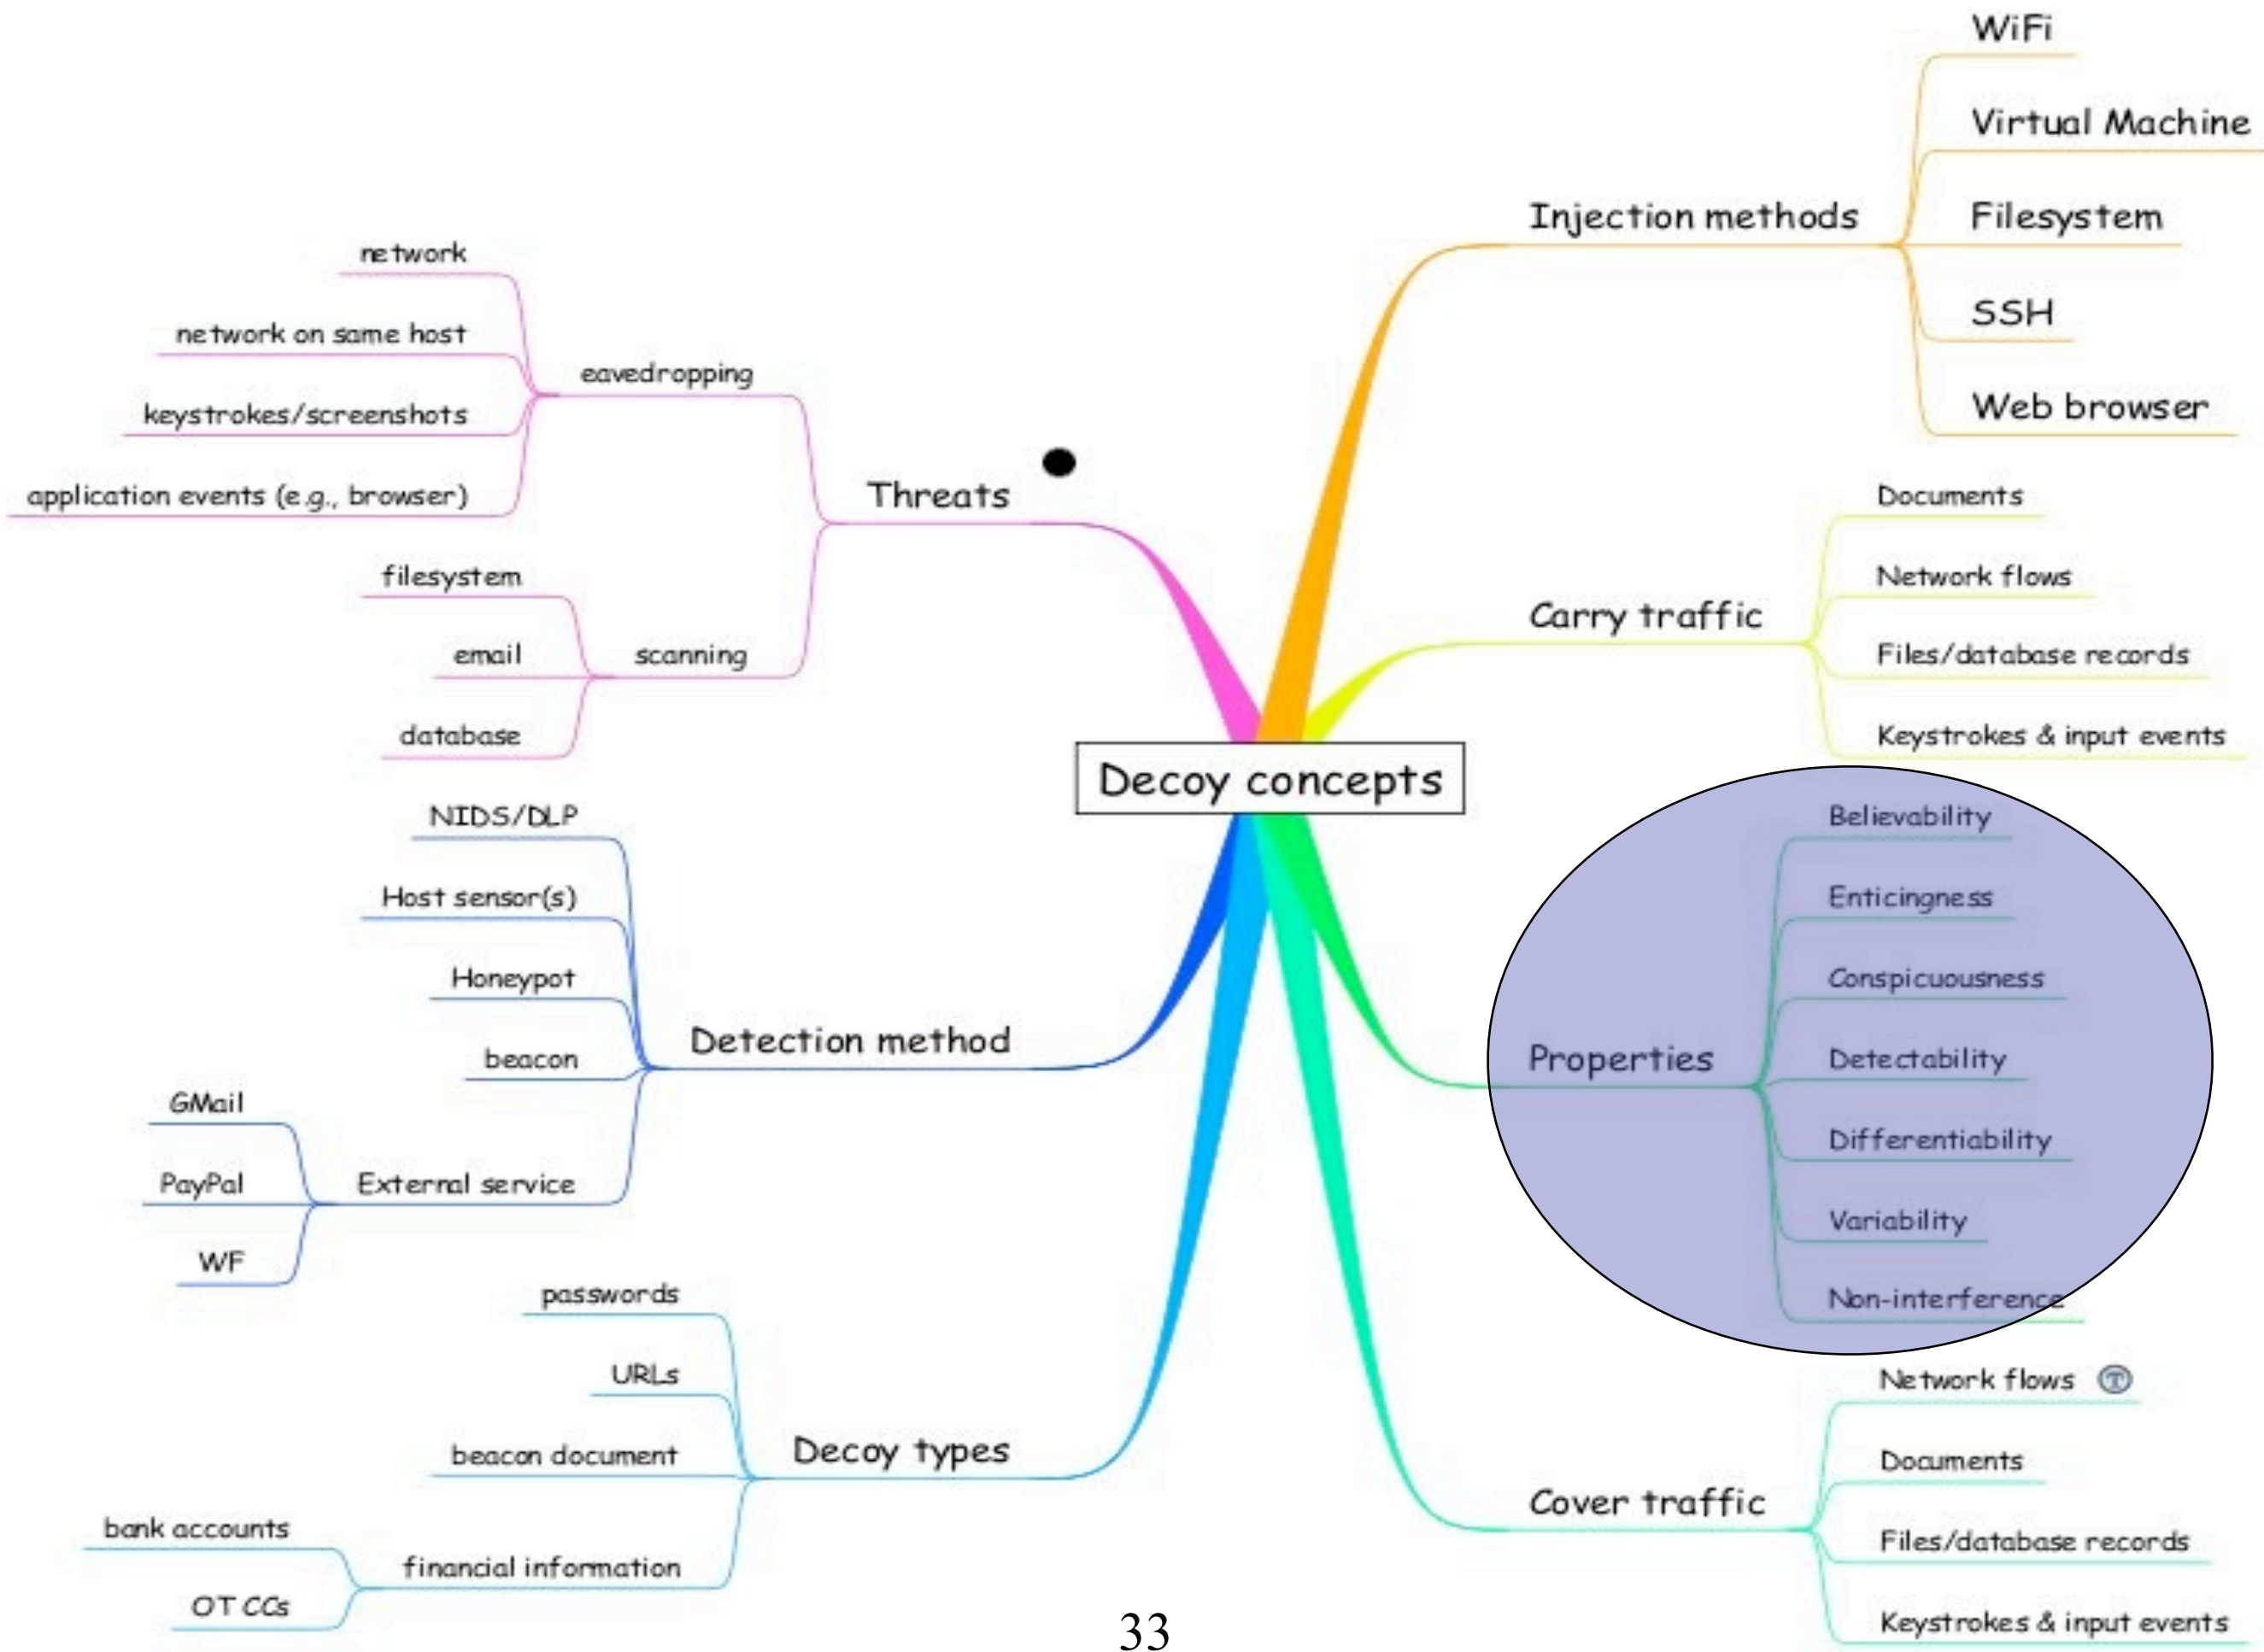 Decoy concepts
Threats
eavedropping
network
network on same host
keystrokes/screenshots
application events (e.g., browser)
scanning
filesystem
email
database
Detection method
NIDS/DLP
Host sensor(s)
Honeypot
beacon
External service
GMail
PayPal
WF
Decoy types
passwords
URLs
beacon document
financial information
bank accounts
OT CCs
Injection methods
WiFi
Virtual Machine
Filesystem
SSH
Web browser
Carry traffic
Documents
Network flows
Files/database records
Keystrokes & input events
Properties
Believability
Enticingness
Conspicuousness
Detectability
Differentiability
Variability
Non-interference
Cover traffic
Network flows T
Documents
Files/database records
Keystrokes & input events
33